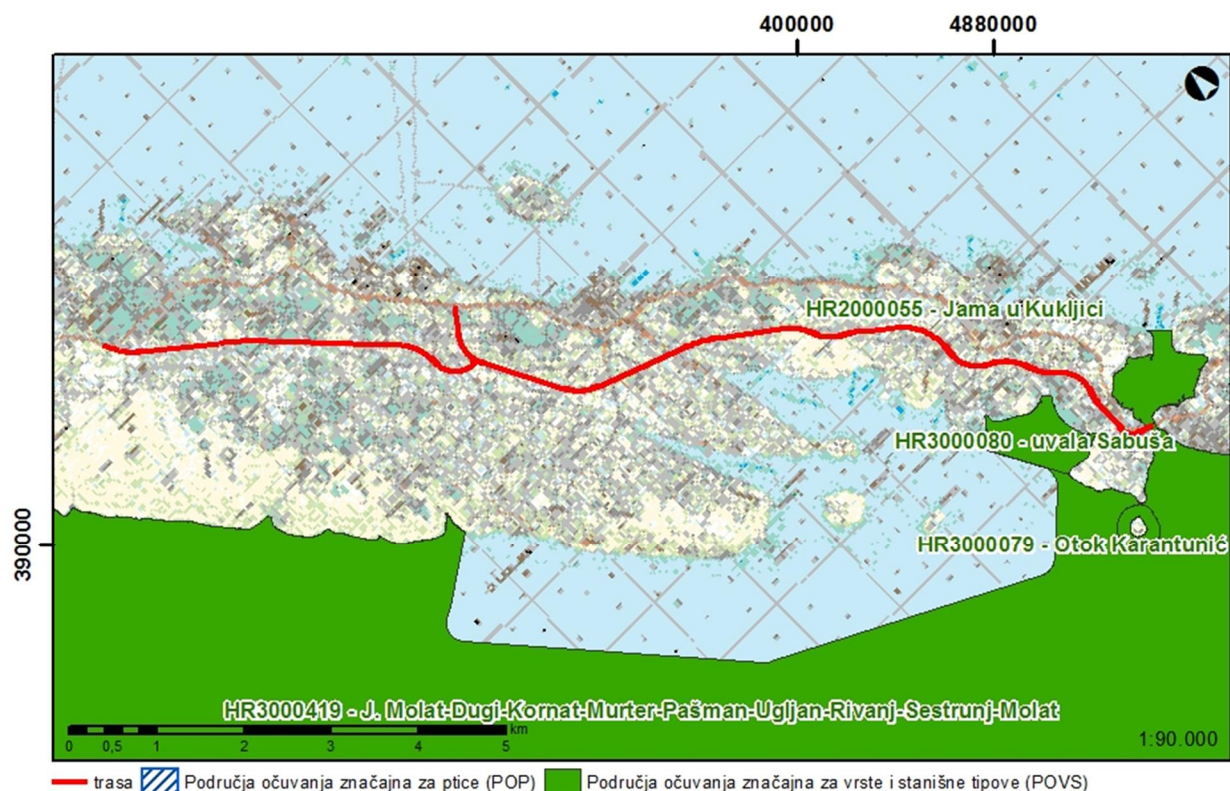 400000
4880000
390000
HR2000055 - Jama u Kukljici
HR3000080 - uvala Sabuša
HR3000079 - Otok Karantunić
HR3000419 - J. Molat-Dugi-Kornat-Murter-Pašman-Ugljan-Rivanj-Sestrunj-Molat
km
0 0,5 1 2 3 4 5
1:90.000
trasa Područja očuvanja značajna za ptice (POP) Područja očuvanja značajna za vrste i stanišne tipove (POVS)